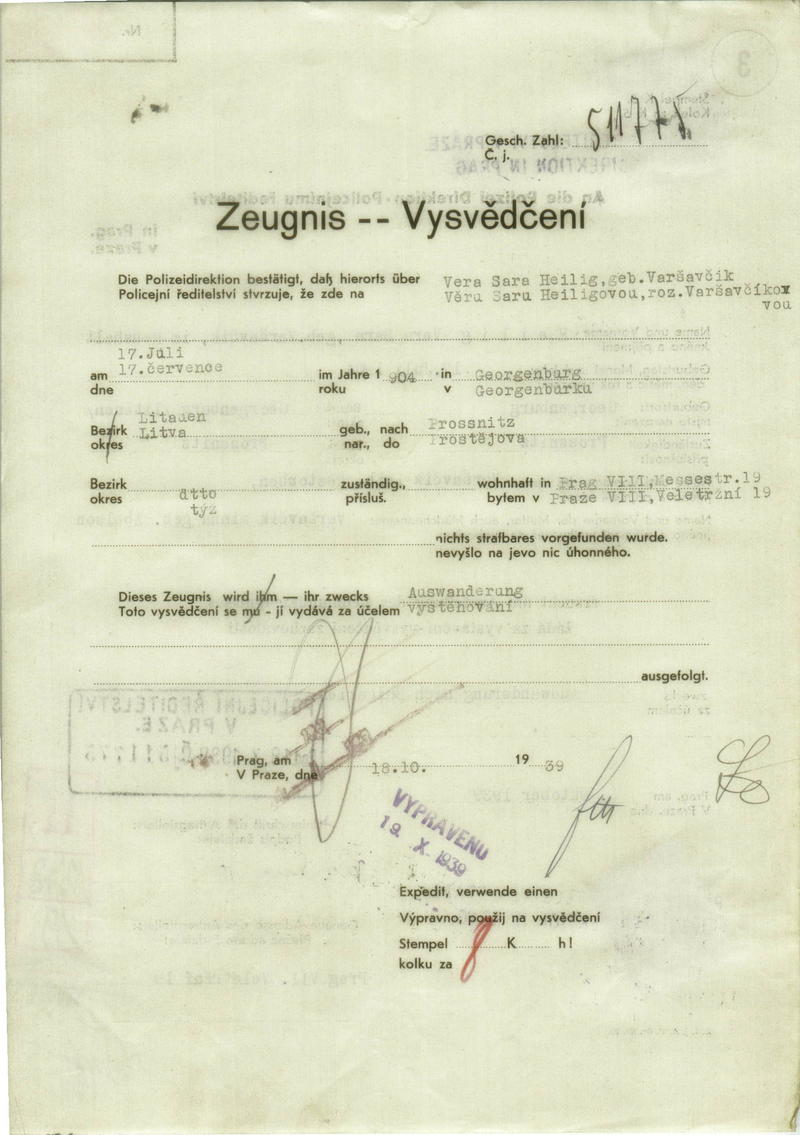 Gesch. Zahl: 511775.
Č. j.
Zeugnis -- Vysvědčení
Die Polizeidirektion bestätigt, daß hierorts über Vera Sara Heilig, geb. Varšavčik
Policejní ředitelství stvrzuje, že zde na Věru Saru Heiligovou, roz. Varšavčíkov
vou
17. Juli
17. července
am im Jahre 1 904 in Georgenburg
dne roku v Georgenburku
Litauen
Bezirk Litva geb., nach Prossnitz
okres nar., do Prostějova
Bezirk zuständig., wohnhaft in Prag VIII, Messestr. 19
okres dtto přísluš. bytem v Praze VIII, Veletržní 19
týž
nichts strafbares vorgefunden wurde.
nevyšlo na jevo nic úhonného.
Dieses Zeugnis wird ihm — ihr zwecks Auswanderung
Toto vysvědčení se mu - jí vydává za účelem vystěhování
ausgefolgt.
Prag, am 18.10. 19 39
V Praze, dne
VYPRAVENO
19. X. 1939
Expedit, verwende einen
Výpravno, použij na vysvědčení
Stempel 8 K h!
kolku za